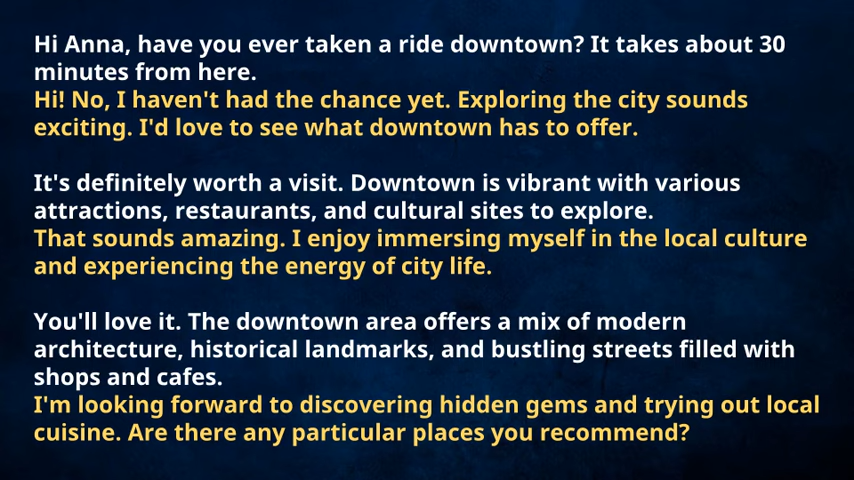 Hi Anna, have you ever taken a ride downtown? It takes about 30
minutes from here.
Hi! No, I haven't had the chance yet. Exploring the city sounds
exciting. I'd love to see what downtown has to offer.
It's definitely worth a visit. Downtown is vibrant with various
attractions, restaurants, and cultural sites to explore.
That sounds amazing. I enjoy immersing myself in the local culture
and experiencing the energy of city life.
You'll love it. The downtown area offers a mix of modern
architecture, historical landmarks, and bustling streets filled with
shops and cafes.
I'm looking forward to discovering hidden gems and trying out local
cuisine. Are there any particular places you recommend?